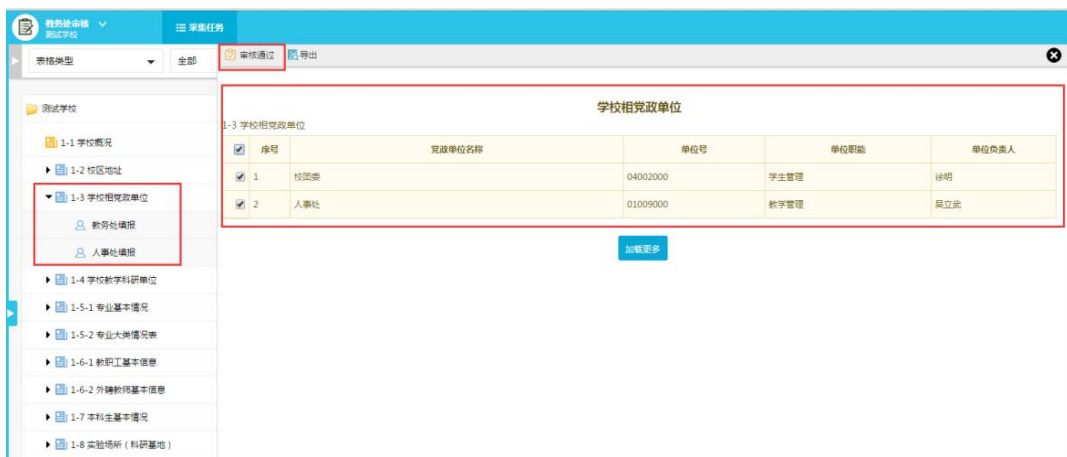 教务处审核
测试学校
采集任务
表格类型 全部
审核通过 导出
测试学校
1-1 学校概况
1-2 校区地址
1-3 学校相党政单位
教务处填报
人事处填报
1-4 学校教学科研单位
1-5-1 专业基本情况
1-5-2 专业大类情况表
1-6-1 教职工基本信息
1-6-2 外聘教师基本信息
1-7 本科生基本情况
1-8 实验场所（科研基地）
学校相党政单位
1-3 学校相党政单位
序号 党政单位名称 单位号 单位职能 单位负责人
1 校团委 04002000 学生管理 徐明
2 人事处 01009000 教学管理 吴立武
加载更多